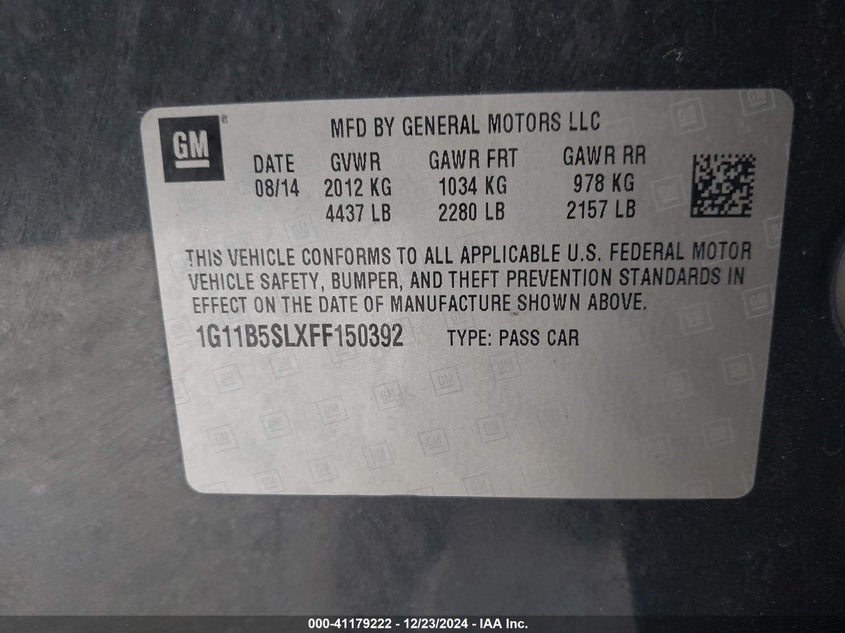 GM®
MFD BY GENERAL MOTORS LLC
DATE GVWR GAWR FRT GAWR RR
08/14 2012 KG 1034 KG 978 KG
4437 LB 2280 LB 2157 LB
THIS VEHICLE CONFORMS TO ALL APPLICABLE U.S. FEDERAL MOTOR
VEHICLE SAFETY, BUMPER, AND THEFT PREVENTION STANDARDS IN
EFFECT ON THE DATE OF MANUFACTURE SHOWN ABOVE.
1G11B5SLXFF150392 TYPE: PASS CAR
000-41179222 - 12/23/2024 - IAA Inc.